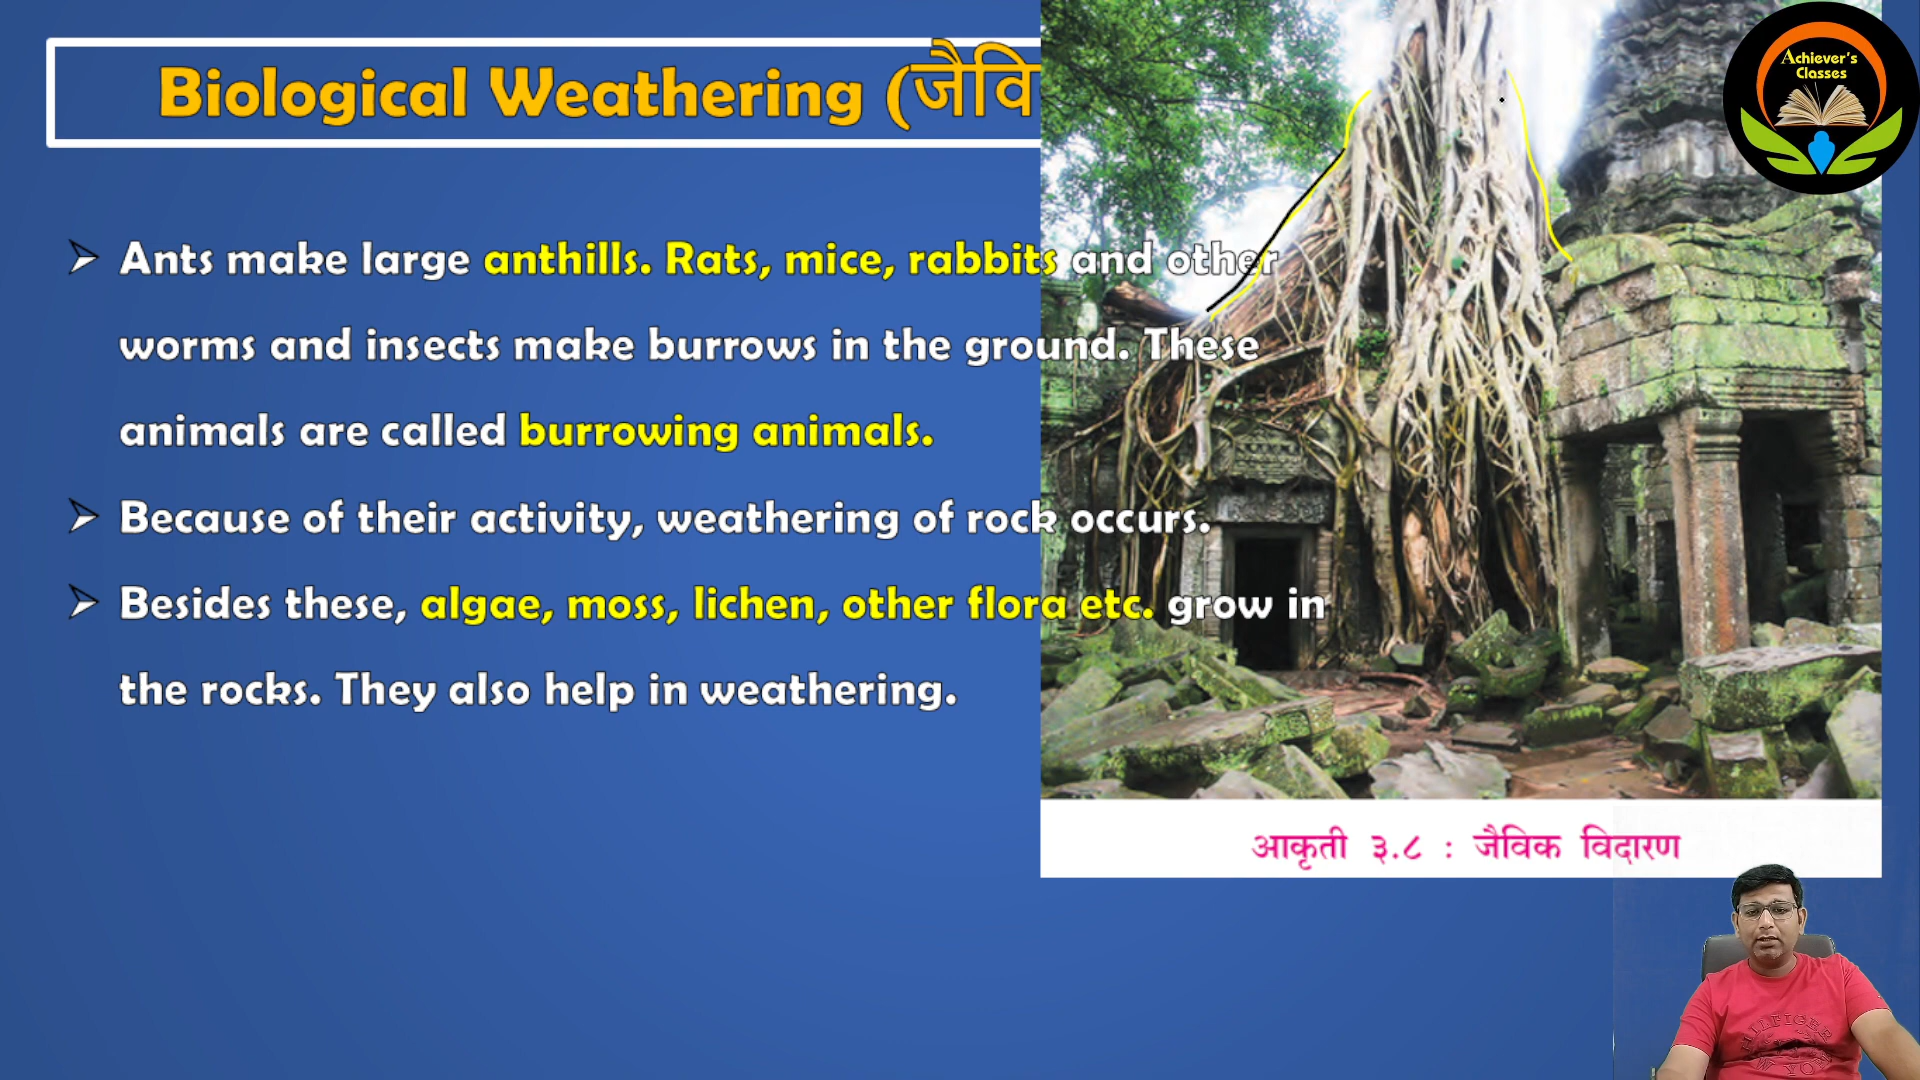 Biological Weathering (जैवि
Achiever's
Classes
Ants make large anthills. Rats, mice, rabbits and other
worms and insects make burrows in the ground. These
animals are called burrowing animals.
Because of their activity, weathering of rock occurs.
Besides these, algae, moss, lichen, other flora etc. grow in
the rocks. They also help in weathering.
आकृती ३.८ : जैविक विदारण